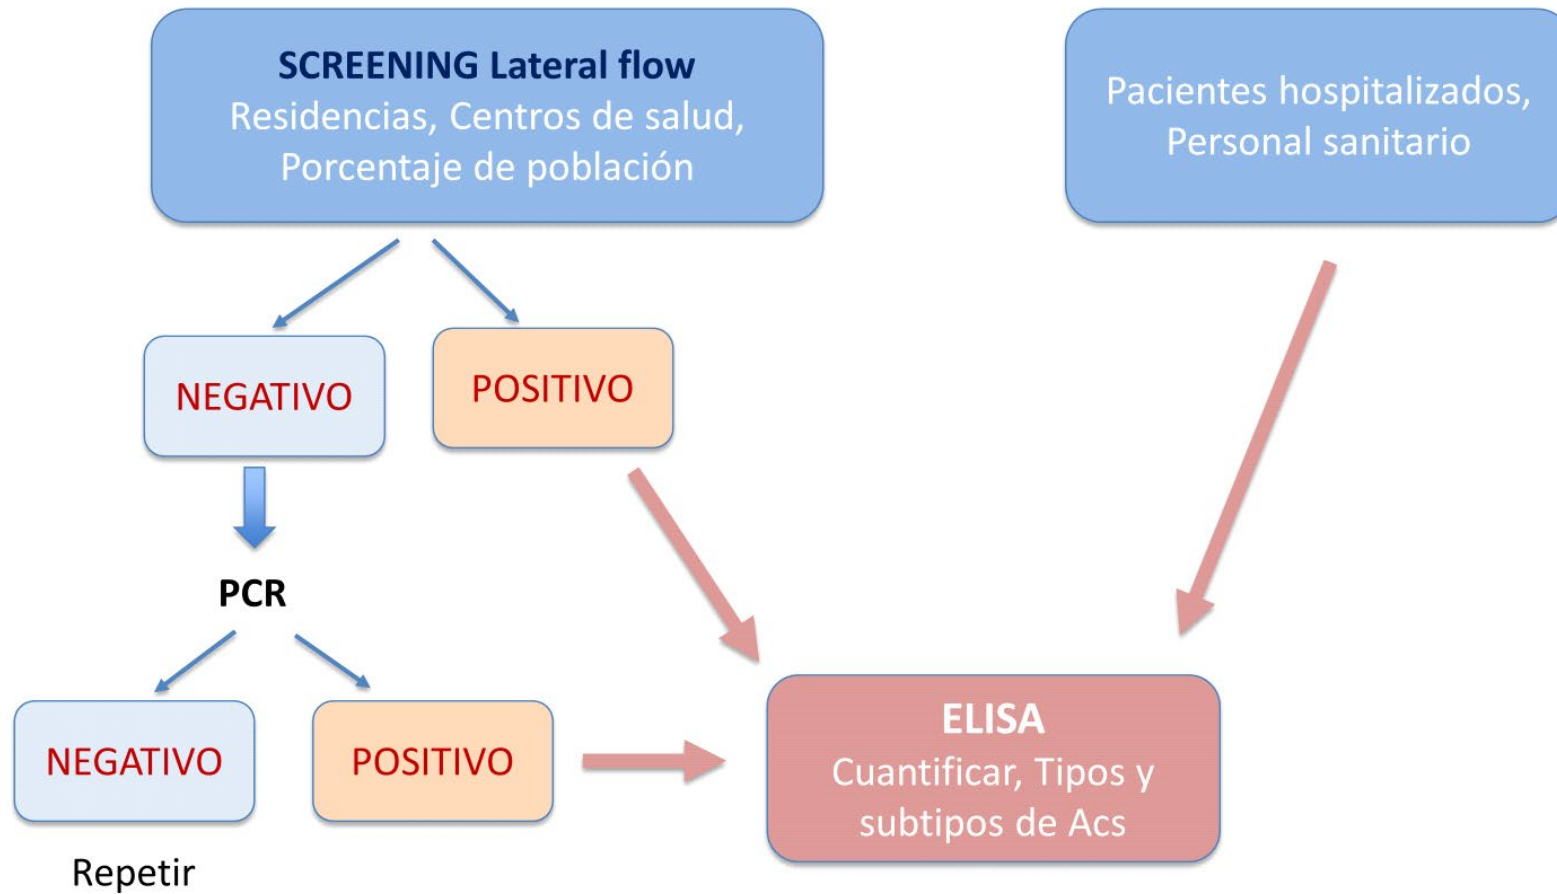 SCREENING Lateral flow
Residencias, Centros de salud,
Porcentaje de población
Pacientes hospitalizados,
Personal sanitario
NEGATIVO
POSITIVO
PCR
NEGATIVO
POSITIVO
ELISA
Cuantificar, Tipos y
subtipos de Acs
Repetir